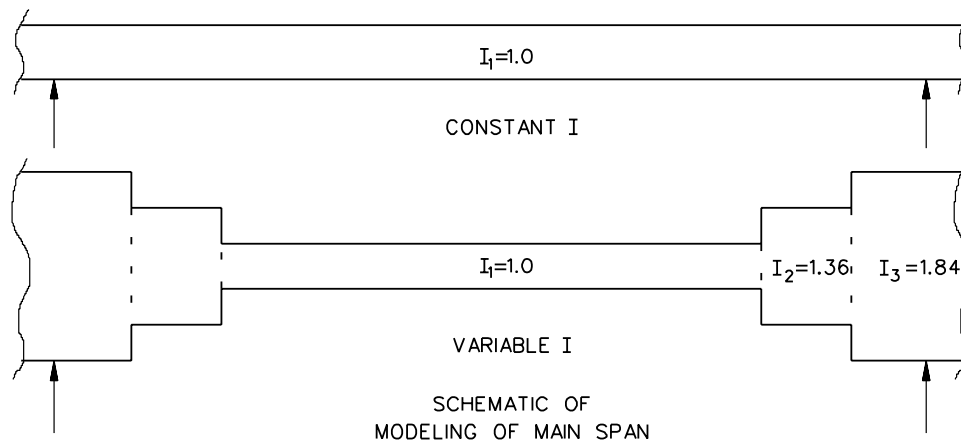 I₁=1.0
CONSTANT I
I₁=1.0
I₂=1.36
I₃=1.84
VARIABLE I
SCHEMATIC OF
MODELING OF MAIN SPAN